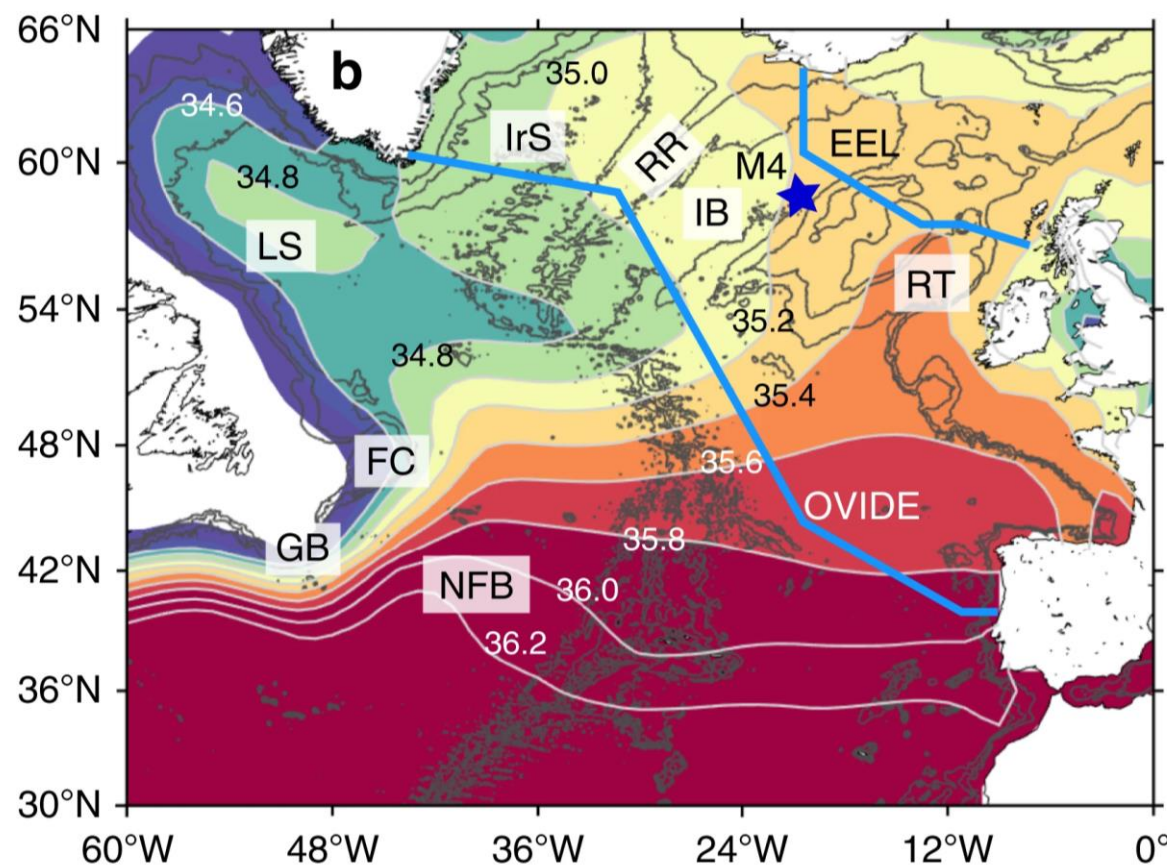 66°N
b
35.0
34.6
IrS
RR
EEL
60°N
M4
34.8
IB
LS
RT
54°N
35.2
34.8
35.4
48°N
FC
35.6
OVIDE
GB
35.8
42°N
NFB
36.0
36.2
36°N
30°N
60°W 48°W 36°W 24°W 12°W 0°